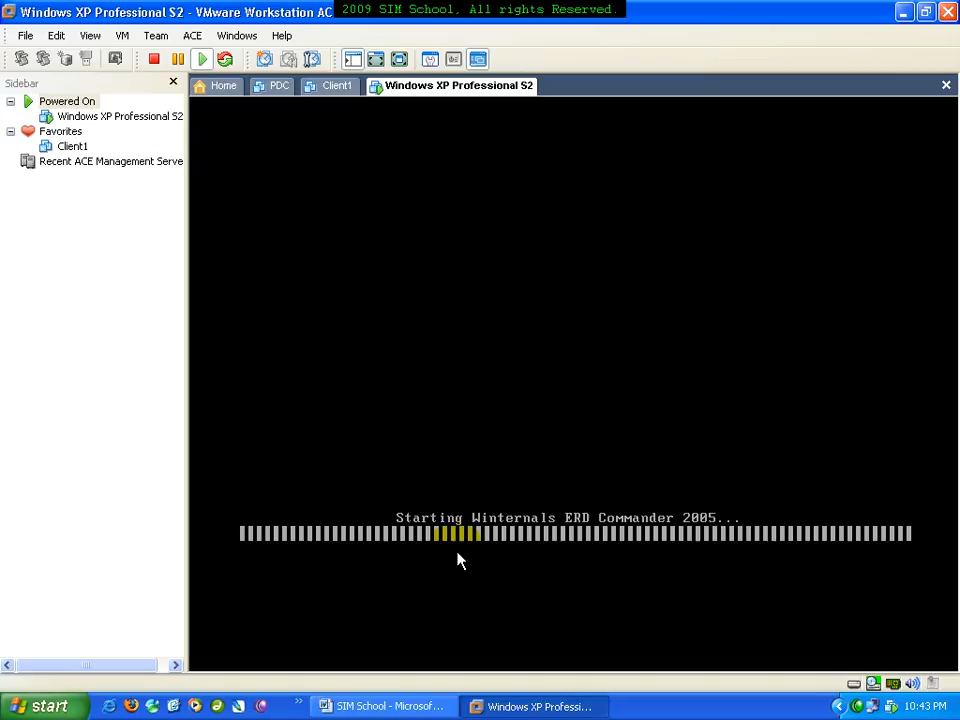 Windows XP Professional S2 - VMware Workstation AC
2009 SIM School. All rights Reserved.
File Edit View VM Team ACE Windows Help
Sidebar
Home PDC Client1 Windows XP Professional S2
Powered On
Windows XP Professional S2
Favorites
Client1
Recent ACE Management Serve
Starting Winternals ERD Commander 2005...
start
SIM School - Microsof...
Windows XP Professi...
10:43 PM